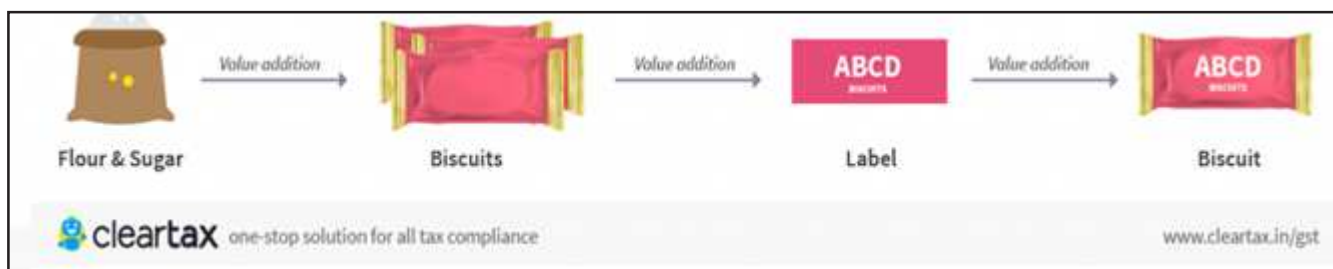 Value addition
Value addition
ABCD
BISCUITS
Value addition
ABCD
BISCUITS
Flour & Sugar
Biscuits
Label
Biscuit
cleartax one-stop solution for all tax compliance
www.cleartax.in/gst